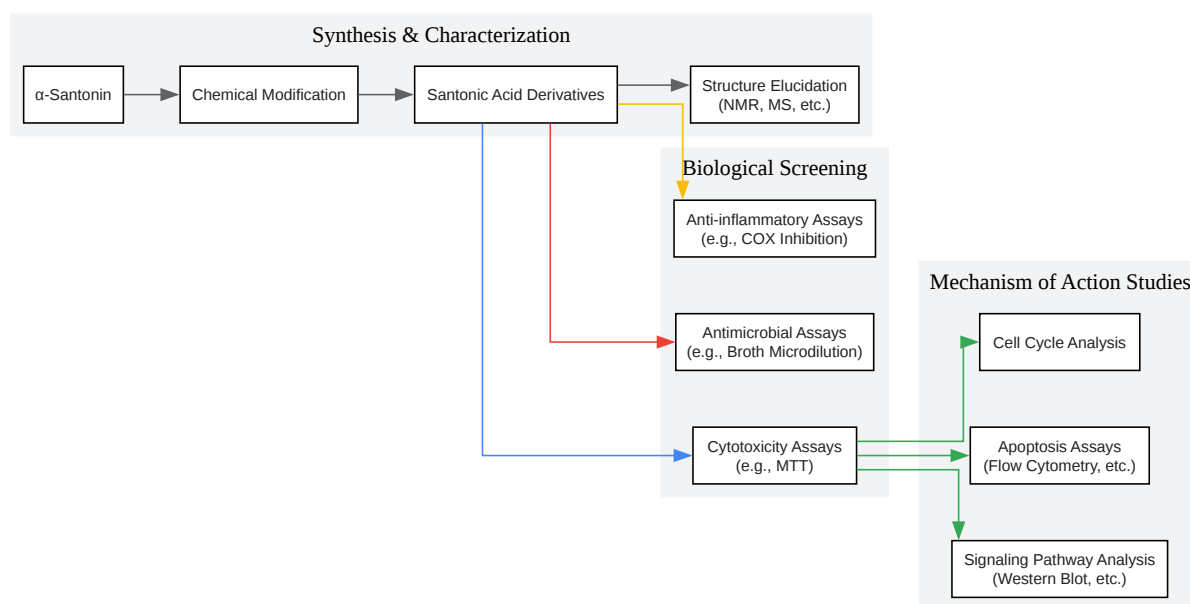 Synthesis & Characterization
α-Santonin
Chemical Modification
Santonic Acid Derivatives
Structure Elucidation
(NMR, MS, etc.)
Biological Screening
Anti-inflammatory Assays
(e.g., COX Inhibition)
Antimicrobial Assays
(e.g., Broth Microdilution)
Cytotoxicity Assays
(e.g., MTT)
Mechanism of Action Studies
Cell Cycle Analysis
Apoptosis Assays
(Flow Cytometry, etc.)
Signaling Pathway Analysis
(Western Blot, etc.)